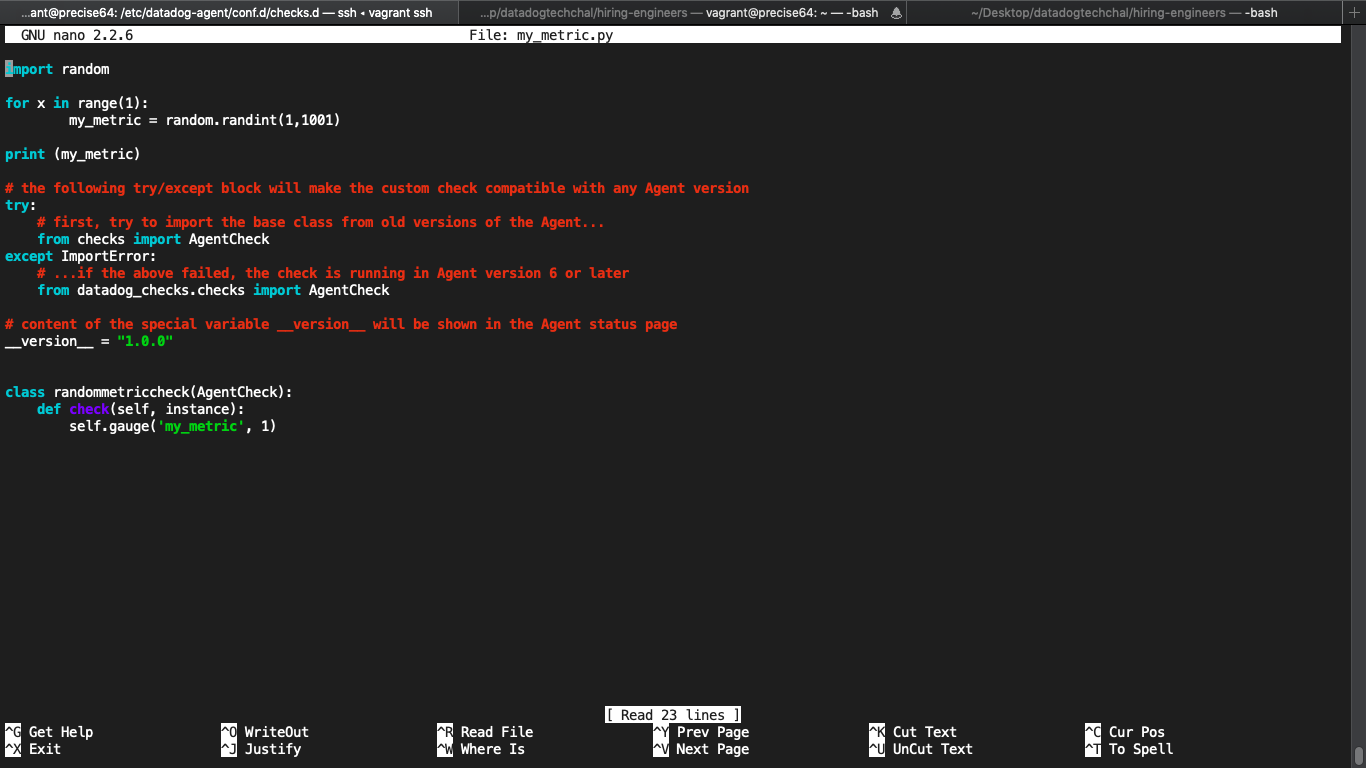 ...ant@precise64: /etc/datadog-agent/conf.d/checks.d — ssh ◂ vagrant ssh
...p/datadogtechchal/hiring-engineers — vagrant@precise64: ~ — -bash
~/Desktop/datadogtechchal/hiring-engineers — -bash
GNU nano 2.2.6 File: my_metric.py
import random
for x in range(1):
        my_metric = random.randint(1,1001)
print (my_metric)
# the following try/except block will make the custom check compatible with any Agent version
try:
    # first, try to import the base class from old versions of the Agent...
    from checks import AgentCheck
except ImportError:
    # ...if the above failed, the check is running in Agent version 6 or later
    from datadog_checks.checks import AgentCheck
# content of the special variable __version__ will be shown in the Agent status page
__version__ = "1.0.0"
class randommetriccheck(AgentCheck):
    def check(self, instance):
        self.gauge('my_metric', 1)
[ Read 23 lines ]
^G Get Help ^O WriteOut ^R Read File ^Y Prev Page ^K Cut Text ^C Cur Pos
^X Exit ^J Justify ^W Where Is ^V Next Page ^U UnCut Text ^T To Spell